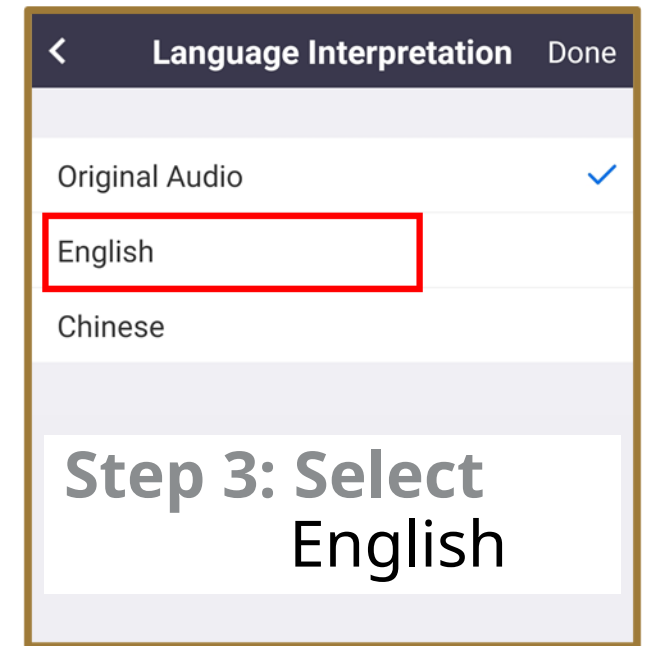 Language Interpretation Done
Original Audio
English
Chinese
Step 3: Select
English